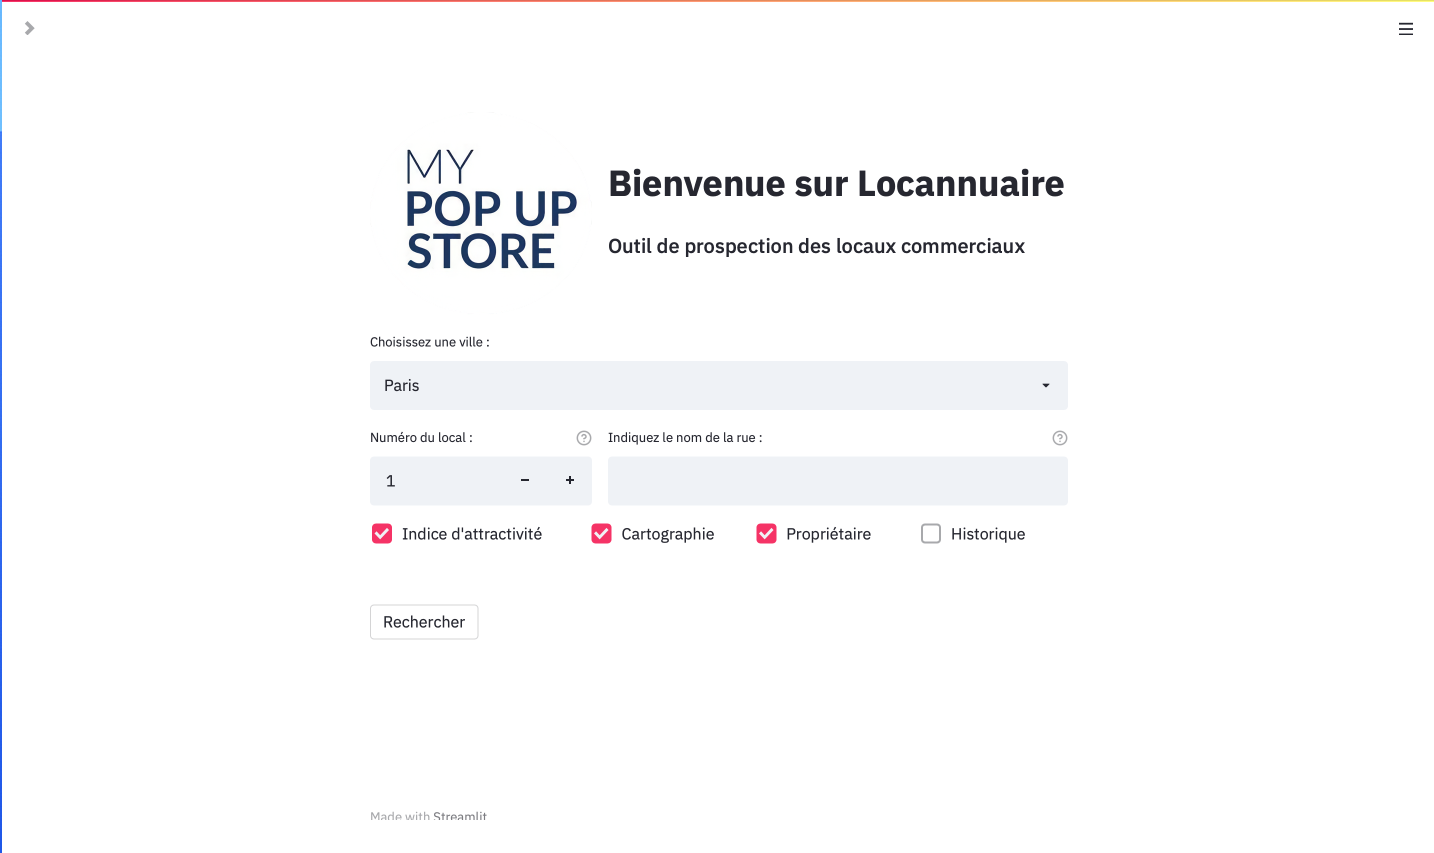 MY
POP UP
STORE
Bienvenue sur Locannuaire
Outil de prospection des locaux commerciaux
Choisissez une ville :
Paris
Numéro du local :
Indiquez le nom de la rue :
1
Indice d'attractivité
Cartographie
Propriétaire
Historique
Rechercher
Made with Streamlit